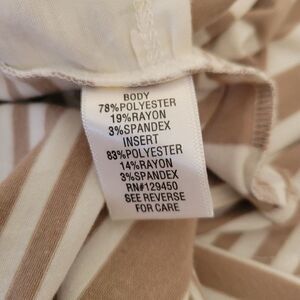 BODY
78%POLYESTER
19%RAYON
3%SPANDEX
INSERT
83%POLYESTER
14%RAYON
3%SPANDEX
RN#129450
SEE REVERSE
FOR CARE